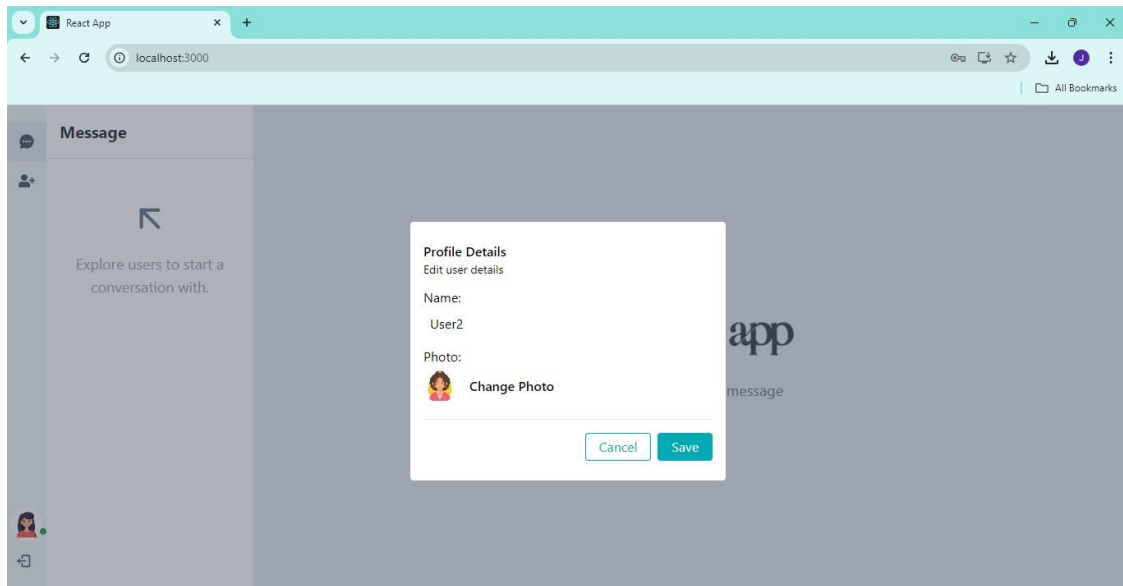 React App
localhost:3000
J
All Bookmarks
Message
Explore users to start a
conversation with.
Profile Details
Edit user details
Name:
User2
Photo:
Change Photo
Cancel
Save
app
message